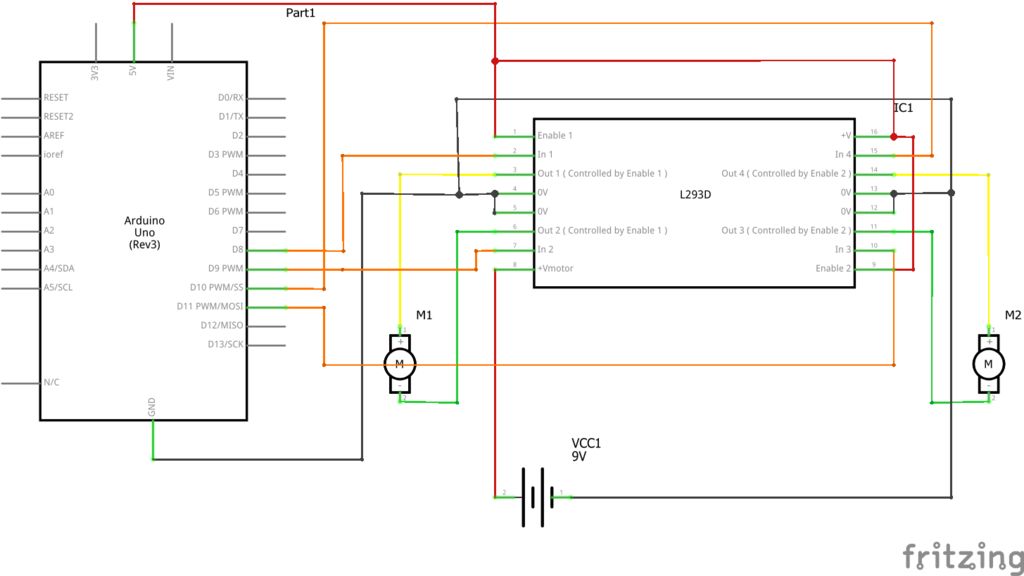 Part1
3V3
5V
VIN
RESET
RESET2
AREF
ioref
A0
A1
A2
A3
A4/SDA
A5/SCL
N/C
GND
Arduino
Uno
(Rev3)
D0/RX
D1/TX
D2
D3 PWM
D4
D5 PWM
D6 PWM
D7
D8
D9 PWM
D10 PWM/SS
D11 PWM/MOSI
D12/MISO
D13/SCK
IC1
1 Enable 1
2 In 1
3 Out 1 ( Controlled by Enable 1 )
4 0V
5 0V
6 Out 2 ( Controlled by Enable 1 )
7 In 2
8 +Vmotor
L293D
+V 16
In 4 15
Out 4 ( Controlled by Enable 2 ) 14
0V 13
0V 12
Out 3 ( Controlled by Enable 2 ) 11
In 3 10
Enable 2 9
M1
+
M
-
M2
+
M
-
VCC1
9V
2 1
fritzing